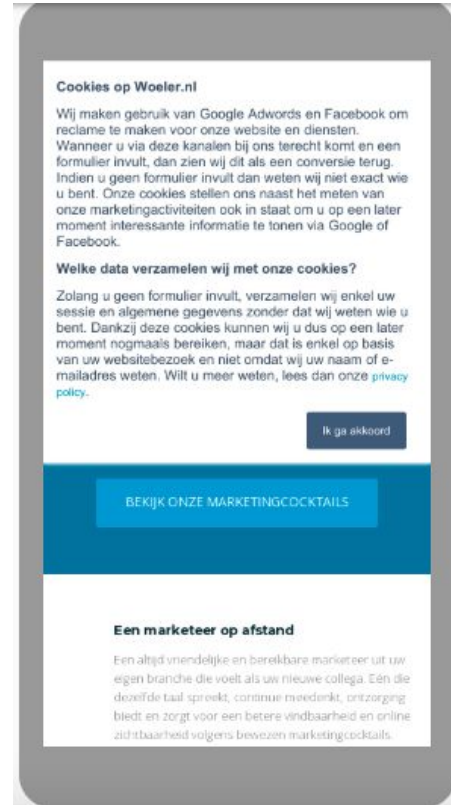 Cookies op Woeler.nl
Wij maken gebruik van Google Adwords en Facebook om
reclame te maken voor onze website en diensten.
Wanneer u via deze kanalen bij ons terecht komt en een
formulier invult, dan zien wij dit als een conversie terug.
Indien u geen formulier invult dan weten wij niet exact wie
u bent. Onze cookies stellen ons naast het meten van
onze marketingactiviteiten ook in staat om u op een later
moment interessante informatie te tonen via Google of
Facebook.
Welke data verzamelen wij met onze cookies?
Zolang u geen formulier invult, verzamelen wij enkel uw
sessie en algemene gegevens zonder dat wij weten wie u
bent. Dankzij deze cookies kunnen wij u dus op een later
moment nogmaals bereiken, maar dat is enkel op basis
van uw websitebezoek en niet omdat wij uw naam of e-
mailadres weten. Wilt u meer weten, lees dan onze privacy
policy.
Ik ga akkoord
BEKIJK ONZE MARKETINGCOCKTAILS
Een marketeer op afstand
Een altijd vriendelijke en bereikbare marketeer uit uw
eigen branche die voelt als uw nieuwe collega. Eén die
dezelfde taal spreekt, continue meedenkt, ontzorging
biedt en zorgt voor een betere vindbaarheid en online
zichtbaarheid volgens bewezen marketingcocktails.